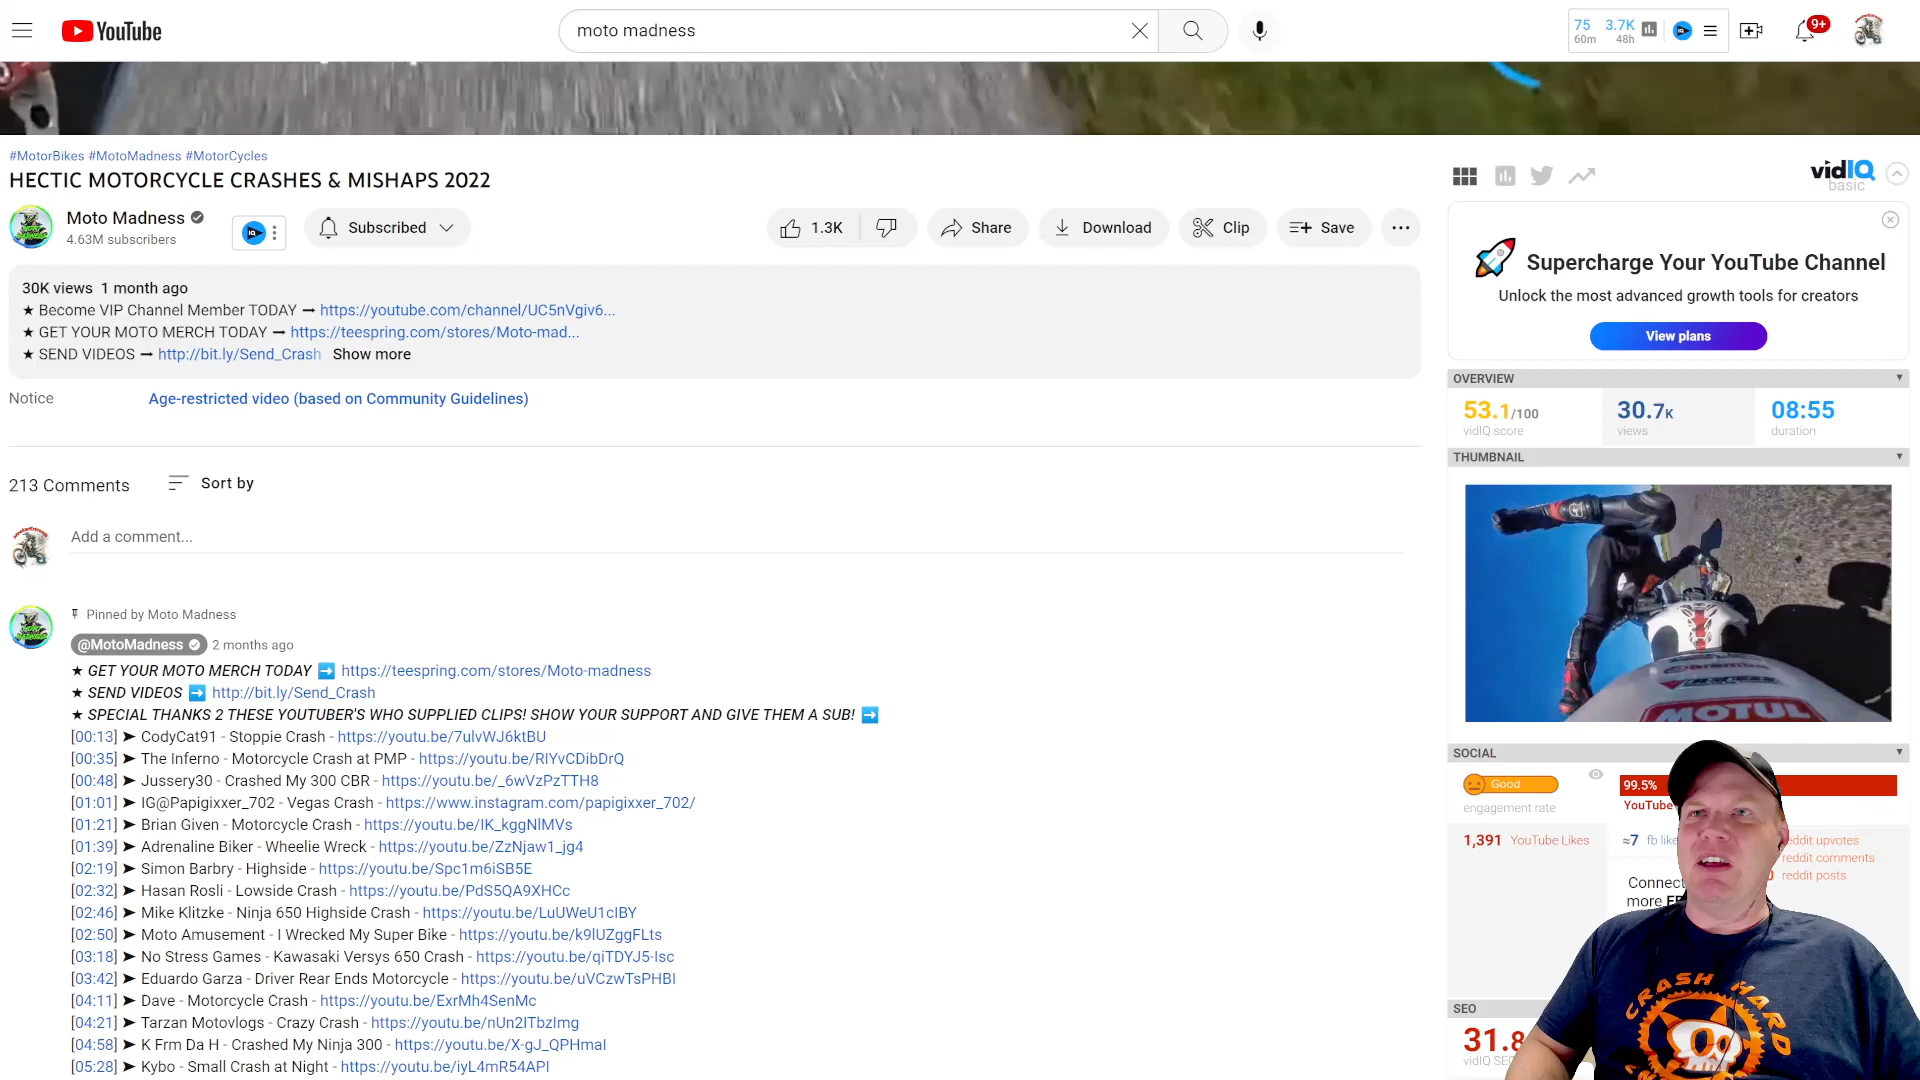 YouTube
moto madness
75
60m
3.7K
48h
9+
#MotorBikes #MotoMadness #MotorCycles
HECTIC MOTORCYCLE CRASHES & MISHAPS 2022
Moto Madness
4.63M subscribers
Subscribed
1.3K
Share
Download
Clip
Save
30K views 1 month ago
★ Become VIP Channel Member TODAY ➞ https://youtube.com/channel/UC5nVgiv6...
★ GET YOUR MOTO MERCH TODAY ➞ https://teespring.com/stores/Moto-mad...
★ SEND VIDEOS ➞ http://bit.ly/Send_Crash Show more
Notice
Age-restricted video (based on Community Guidelines)
213 Comments
Sort by
Add a comment...
Pinned by Moto Madness
@MotoMadness 2 months ago
★ GET YOUR MOTO MERCH TODAY ➡ https://teespring.com/stores/Moto-madness
★ SEND VIDEOS ➡ http://bit.ly/Send_Crash
★ SPECIAL THANKS 2 THESE YOUTUBER'S WHO SUPPLIED CLIPS! SHOW YOUR SUPPORT AND GIVE THEM A SUB! ➡
[00:13] ➤ CodyCat91 - Stoppie Crash - https://youtu.be/7ulvWJ6ktBU
[00:35] ➤ The Inferno - Motorcycle Crash at PMP - https://youtu.be/RIYvCDibDrQ
[00:48] ➤ Jussery30 - Crashed My 300 CBR - https://youtu.be/_6wVzPzTTH8
[01:01] ➤ IG@Papigixxer_702 - Vegas Crash - https://www.instagram.com/papigixxer_702/
[01:21] ➤ Brian Given - Motorcycle Crash - https://youtu.be/IK_kggNlMVs
[01:39] ➤ Adrenaline Biker - Wheelie Wreck - https://youtu.be/ZzNjaw1_jg4
[02:19] ➤ Simon Barbry - Highside - https://youtu.be/Spc1m6iSB5E
[02:32] ➤ Hasan Rosli - Lowside Crash - https://youtu.be/PdS5QA9XHCc
[02:46] ➤ Mike Klitzke - Ninja 650 Highside Crash - https://youtu.be/LuUWeU1cIBY
[02:50] ➤ Moto Amusement - I Wrecked My Super Bike - https://youtu.be/k9lUZggFLts
[03:18] ➤ No Stress Games - Kawasaki Versys 650 Crash - https://youtu.be/qiTDYJ5-Isc
[03:42] ➤ Eduardo Garza - Driver Rear Ends Motorcycle - https://youtu.be/uVCzwTsPHBI
[04:11] ➤ Dave - Motorcycle Crash - https://youtu.be/ExrMh4SenMc
[04:21] ➤ Tarzan Motovlogs - Crazy Crash - https://youtu.be/nUn2ITbzImg
[04:58] ➤ K Frm Da H - Crashed My Ninja 300 - https://youtu.be/X-gJ_QPHmaI
[05:28] ➤ Kybo - Small Crash at Night - https://youtu.be/iyL4mR54API
vidIQ
basic
Supercharge Your YouTube Channel
Unlock the most advanced growth tools for creators
View plans
OVERVIEW
53.1/100
vidIQ score
30.7K
views
08:55
duration
THUMBNAIL
MOTUL
SOCIAL
Good
engagement rate
99.5%
YouTube
1,391 YouTube Likes
≈7 fb like
eddit upvotes
reddit comments
reddit posts
Connect
more
SEO
31.8
vidIQ SEO
CRASH HARD